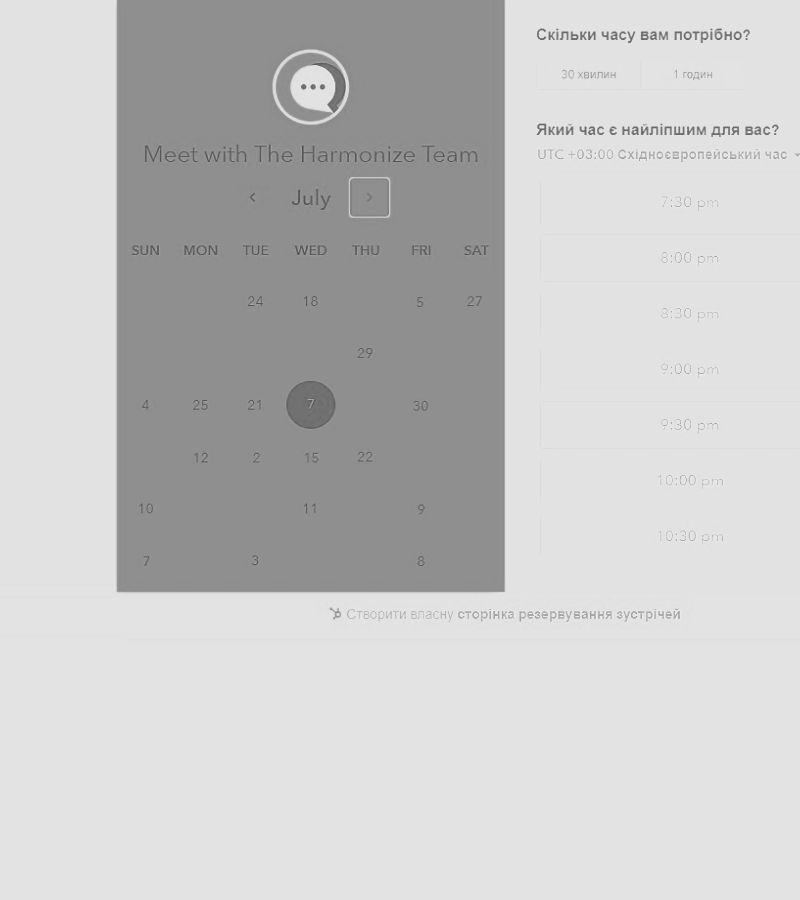 Meet with The Harmonize Team
July
SUN MON TUE WED THU FRI SAT
24 18 5 27
29
4 25 21 7 30
12 2 15 22
10 11 9
7 3 8
Скільки часу вам потрібно?
30 хвилин 1 годин
Який час є найліпшим для вас?
UTC +03:00 Східноєвропейський час
7:30 pm
8:00 pm
8:30 pm
9:00 pm
9:30 pm
10:00 pm
10:30 pm
Створити власну сторінка резервування зустрічей